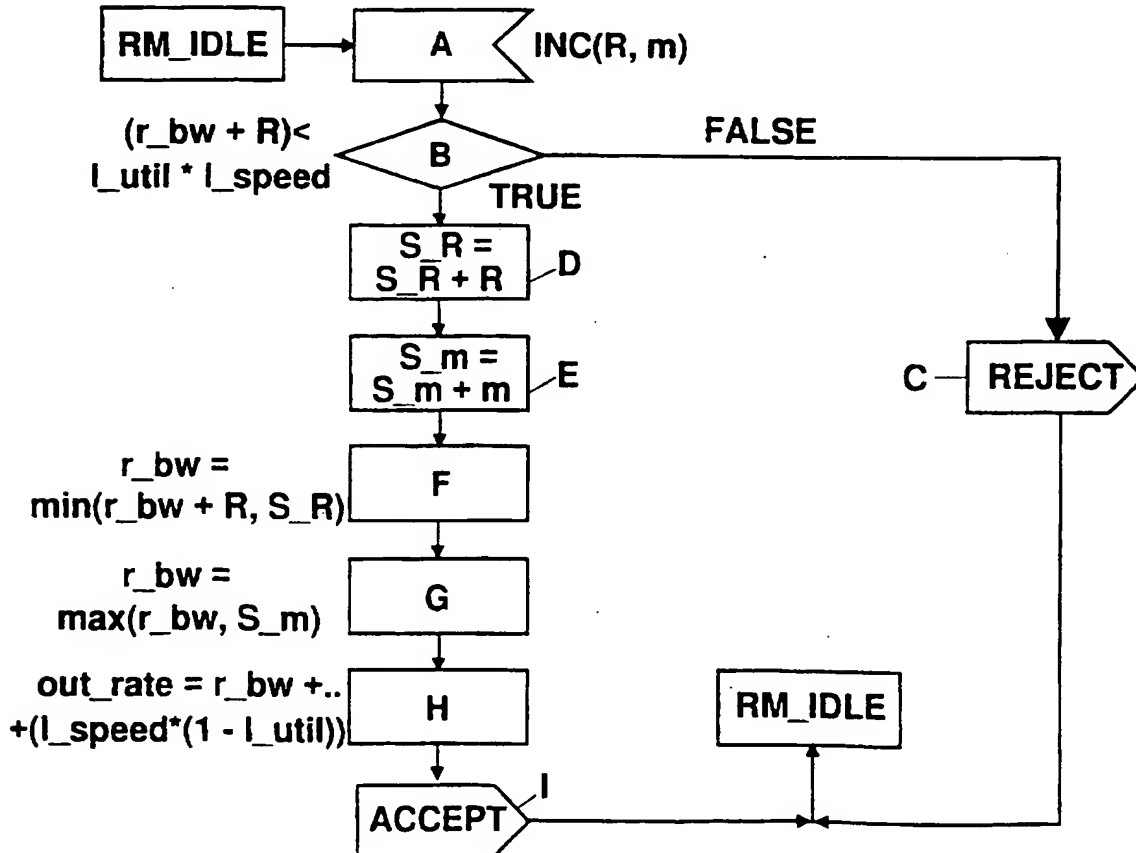 RM_IDLE
A
INC(R, m)
(r_bw + R)<
l_util * l_speed
B
FALSE
TRUE
S_R =
S_R + R
D
S_m =
S_m + m
E
C
REJECT
r_bw =
min(r_bw + R, S_R)
F
r_bw =
max(r_bw, S_m)
G
out_rate = r_bw +..
+(l_speed*(1 - l_util))
H
RM_IDLE
ACCEPT
I